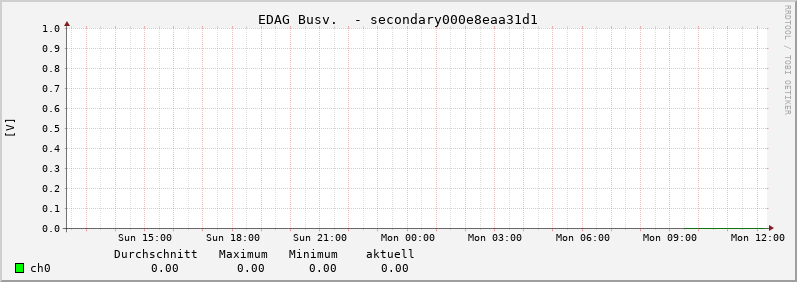 EDAG Busv.  - secondary000e8eaa31d1
RRDTOOL / TOBI OETIKER
[V]
1.0
0.9
0.8
0.7
0.6
0.5
0.4
0.3
0.2
0.1
0.0
Sun 15:00 Sun 18:00 Sun 21:00 Mon 00:00 Mon 03:00 Mon 06:00 Mon 09:00 Mon 12:00
Durchschnitt Maximum Minimum aktuell
ch0 0.00 0.00 0.00 0.00